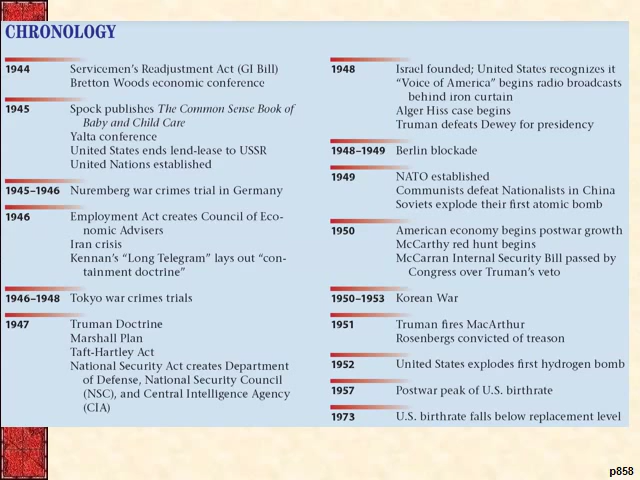 CHRONOLOGY
1944 Servicemen's Readjustment Act (GI Bill)
Bretton Woods economic conference
1945 Spock publishes The Common Sense Book of
Baby and Child Care
Yalta conference
United States ends lend-lease to USSR
United Nations established
1945–1946 Nuremberg war crimes trial in Germany
1946 Employment Act creates Council of Eco-
nomic Advisers
Iran crisis
Kennan's "Long Telegram" lays out "con-
tainment doctrine"
1946–1948 Tokyo war crimes trials
1947 Truman Doctrine
Marshall Plan
Taft-Hartley Act
National Security Act creates Department
of Defense, National Security Council
(NSC), and Central Intelligence Agency
(CIA)
1948 Israel founded; United States recognizes it
"Voice of America" begins radio broadcasts
behind iron curtain
Alger Hiss case begins
Truman defeats Dewey for presidency
1948–1949 Berlin blockade
1949 NATO established
Communists defeat Nationalists in China
Soviets explode their first atomic bomb
1950 American economy begins postwar growth
McCarthy red hunt begins
McCarran Internal Security Bill passed by
Congress over Truman's veto
1950–1953 Korean War
1951 Truman fires MacArthur
Rosenbergs convicted of treason
1952 United States explodes first hydrogen bomb
1957 Postwar peak of U.S. birthrate
1973 U.S. birthrate falls below replacement level
p858